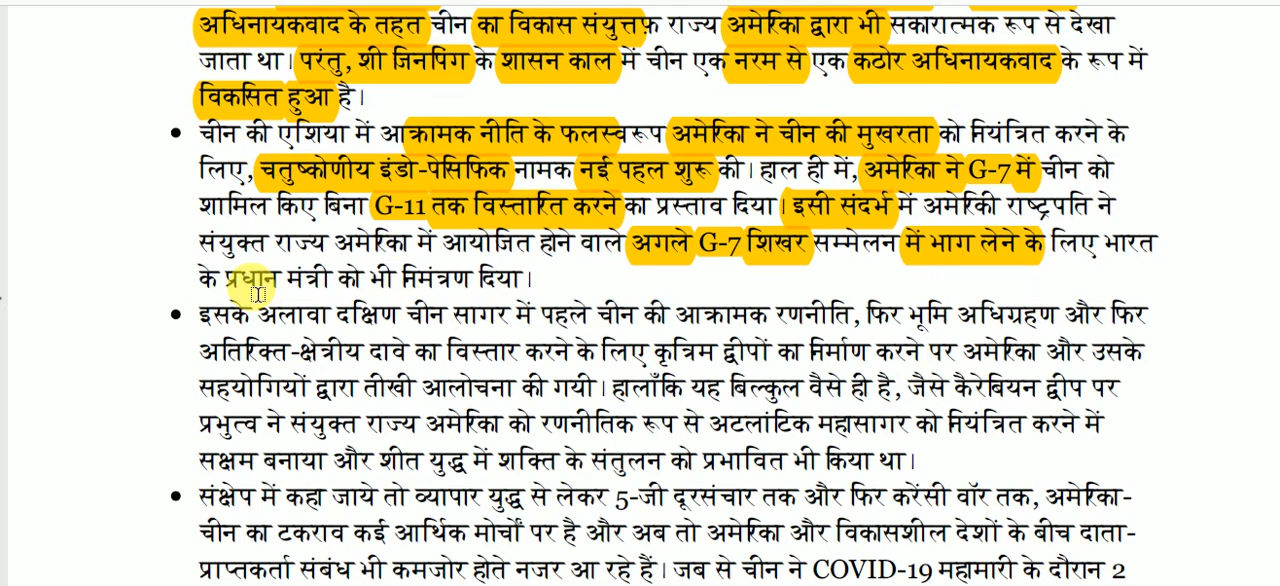 अधिनायकवाद के तहत चीन का विकास संयुत्तफ़ राज्य अमेरिका द्वारा भी सकारात्मक रूप से देखा
जाता था। परंतु, शी जिनपिंग के शासन काल में चीन एक नरम से एक कठोर अधिनायकवाद के रूप में
विकसित हुआ है।
• चीन की एशिया में आक्रामक नीति के फलस्वरूप अमेरिका ने चीन की मुखरता को नियंत्रित करने के
लिए, चतुष्कोणीय इंडो-पेसिफिक नामक नई पहल शुरू की। हाल ही में, अमेरिका ने G-7 में चीन को
शामिल किए बिना G-11 तक विस्तारित करने का प्रस्ताव दिया। इसी संदर्भ में अमेरिकी राष्ट्रपति ने
संयुक्त राज्य अमेरिका में आयोजित होने वाले अगले G-7 शिखर सम्मेलन में भाग लेने के लिए भारत
के प्रधान मंत्री को भी निमंत्रण दिया।
• इसके अलावा दक्षिण चीन सागर में पहले चीन की आक्रामक रणनीति, फिर भूमि अधिग्रहण और फिर
अतिरिक्त-क्षेत्रीय दावे का विस्तार करने के लिए कृत्रिम द्वीपों का निर्माण करने पर अमेरिका और उसके
सहयोगियों द्वारा तीखी आलोचना की गयी। हालाँकि यह बिल्कुल वैसे ही है, जैसे कैरेबियन द्वीप पर
प्रभुत्व ने संयुक्त राज्य अमेरिका को रणनीतिक रूप से अटलांटिक महासागर को नियंत्रित करने में
सक्षम बनाया और शीत युद्ध में शक्ति के संतुलन को प्रभावित भी किया था।
• संक्षेप में कहा जाये तो व्यापार युद्ध से लेकर 5-जी दूरसंचार तक और फिर करेंसी वॉर तक, अमेरिका-
चीन का टकराव कई आर्थिक मोर्चों पर है और अब तो अमेरिका और विकासशील देशों के बीच दाता-
प्राप्तकर्ता संबंध भी कमजोर होते नजर आ रहे हैं। जब से चीन ने COVID-19 महामारी के दौरान 2